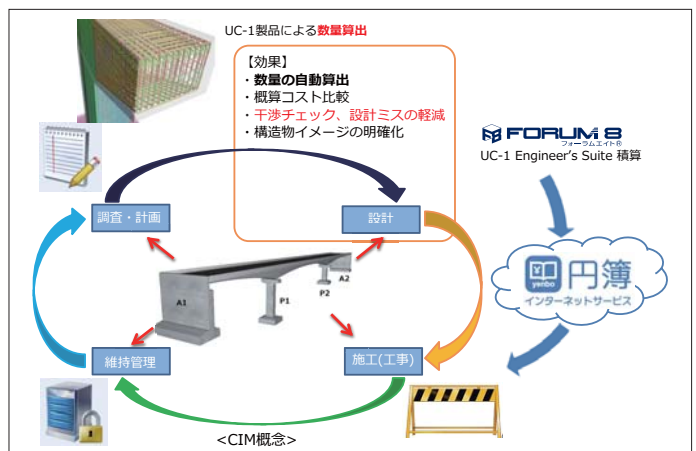 UC-1製品による数量算出
【効果】
・数量の自動算出
・概算コスト比較
・干渉チェック、設計ミスの軽減
・構造物イメージの明確化
FORUM 8
フォーラムエイト®
UC-1 Engineer's Suite 積算
調査・計画
設計
A1
P1
P2
A2
¥
yenbo
円簿
インターネットサービス
維持管理
施工(工事)
<CIM概念>